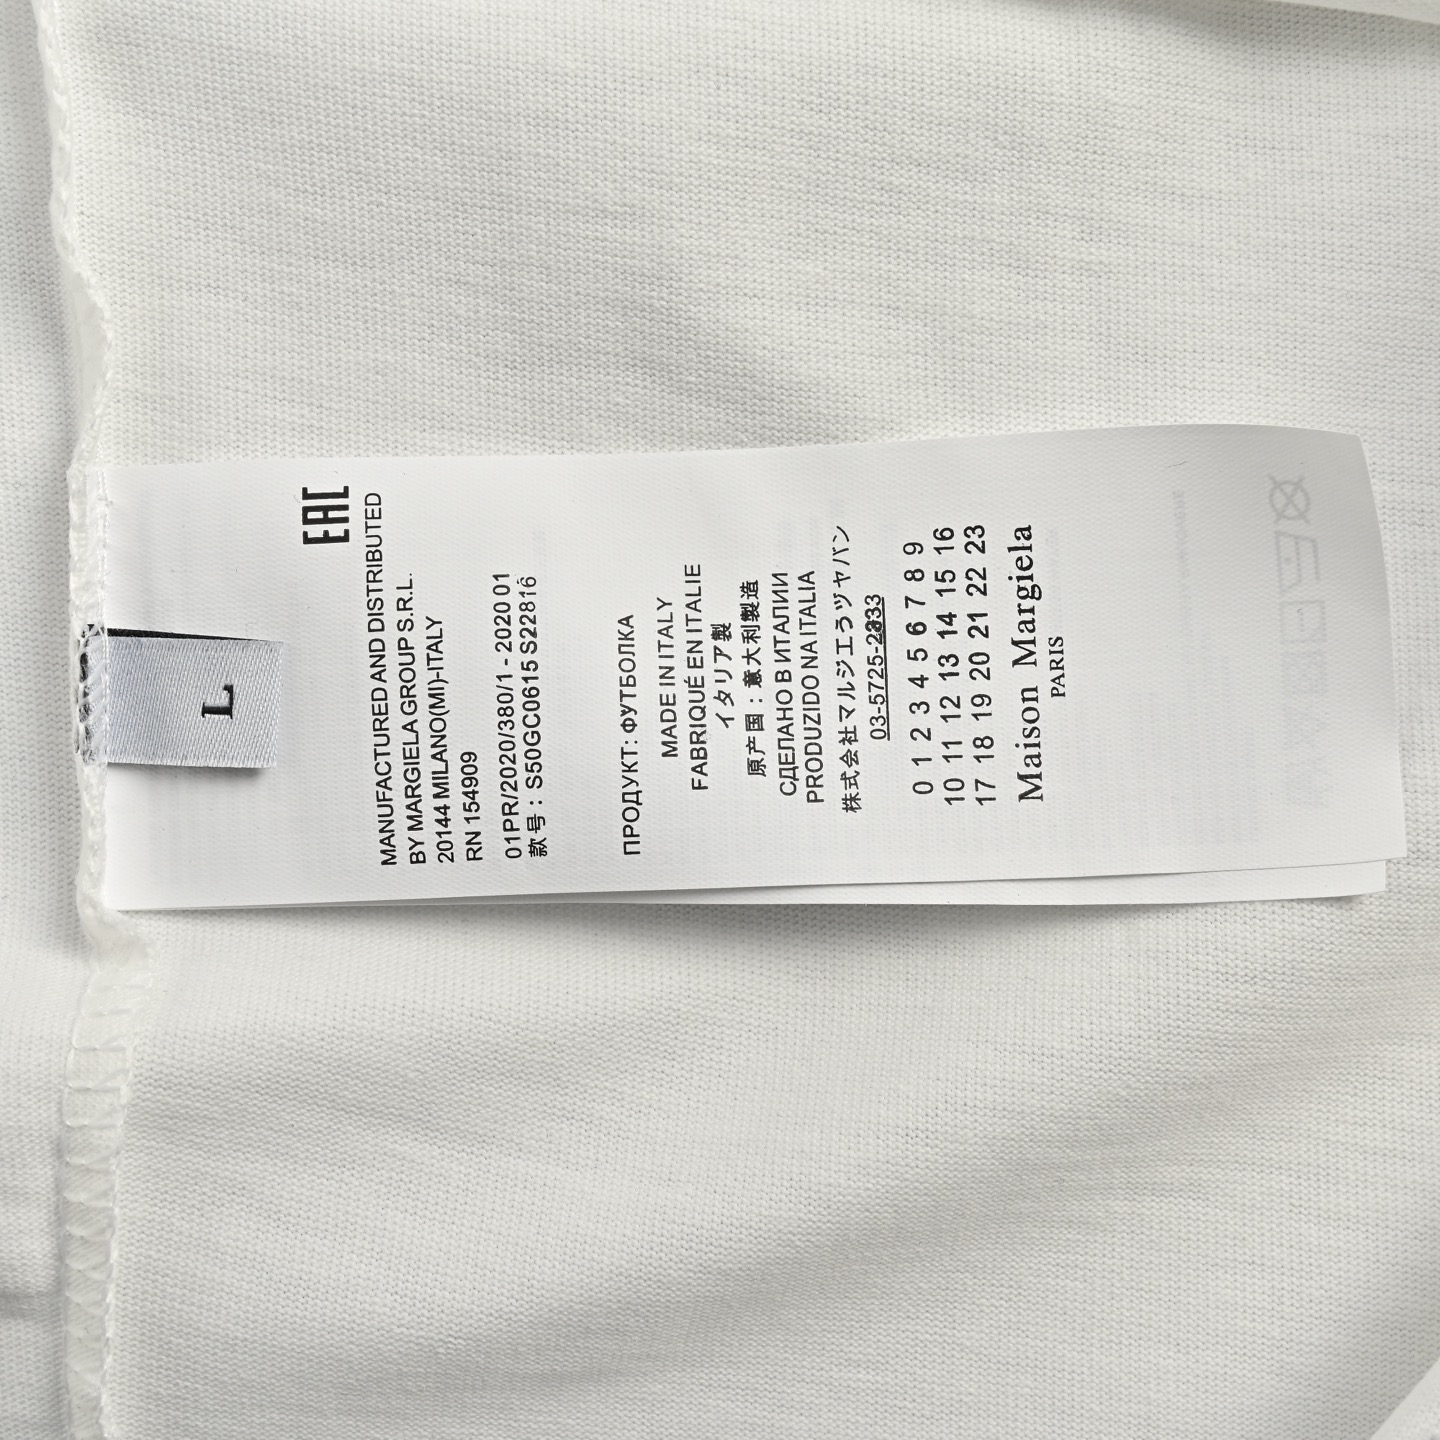 L
EAC
MANUFACTURED AND DISTRIBUTED
BY MARGIELA GROUP S.R.L.
20144 MILANO(MI)-ITALY
RN 154909
01PR/2020/380/1 - 2020 01
款号：S50GC0615 S22816
ПРОДУКТ: ФУТБОЛКА
MADE IN ITALY
FABRIQUÉ EN ITALIE
イタリア製
原产国：意大利製造
СДЕЛАНО В ИТАЛИИ
PRODUZIDO NA ITALIA
株式会社マルジエラヅヤバン
03-5725-2333
0 1 2 3 4 5 6 7 8 9
10 11 12 13 14 15 16
17 18 19 20 21 22 23
Maison Margiela
PARIS